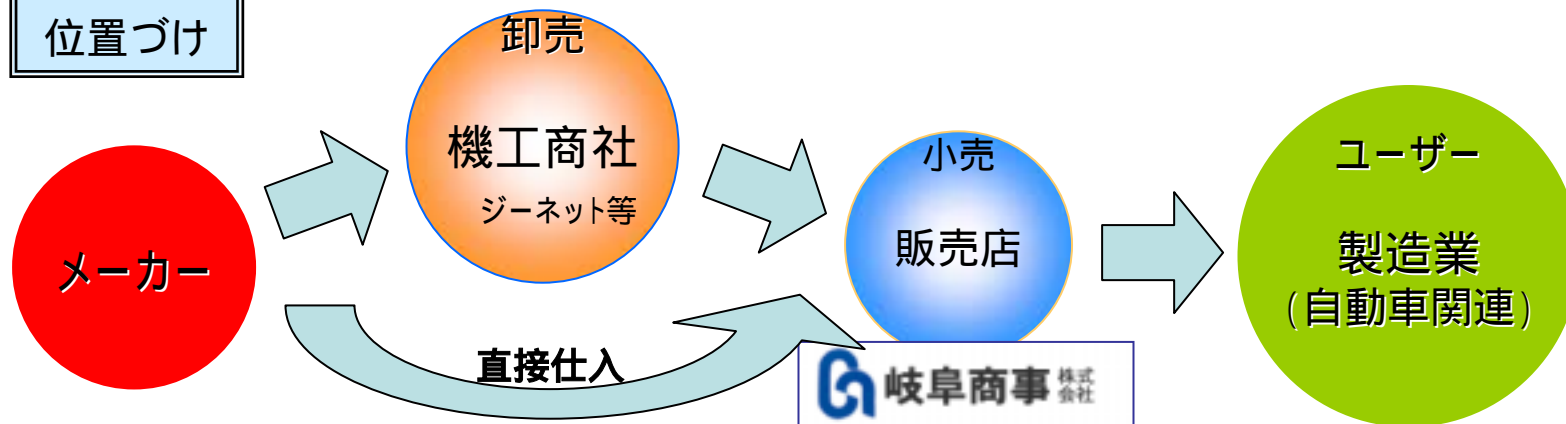 位置づけ
卸売
機工商社
ジーネット等
メーカー
直接仕入
小売
販売店
岐阜商事 株式会社
ユーザー
製造業
(自動車関連)